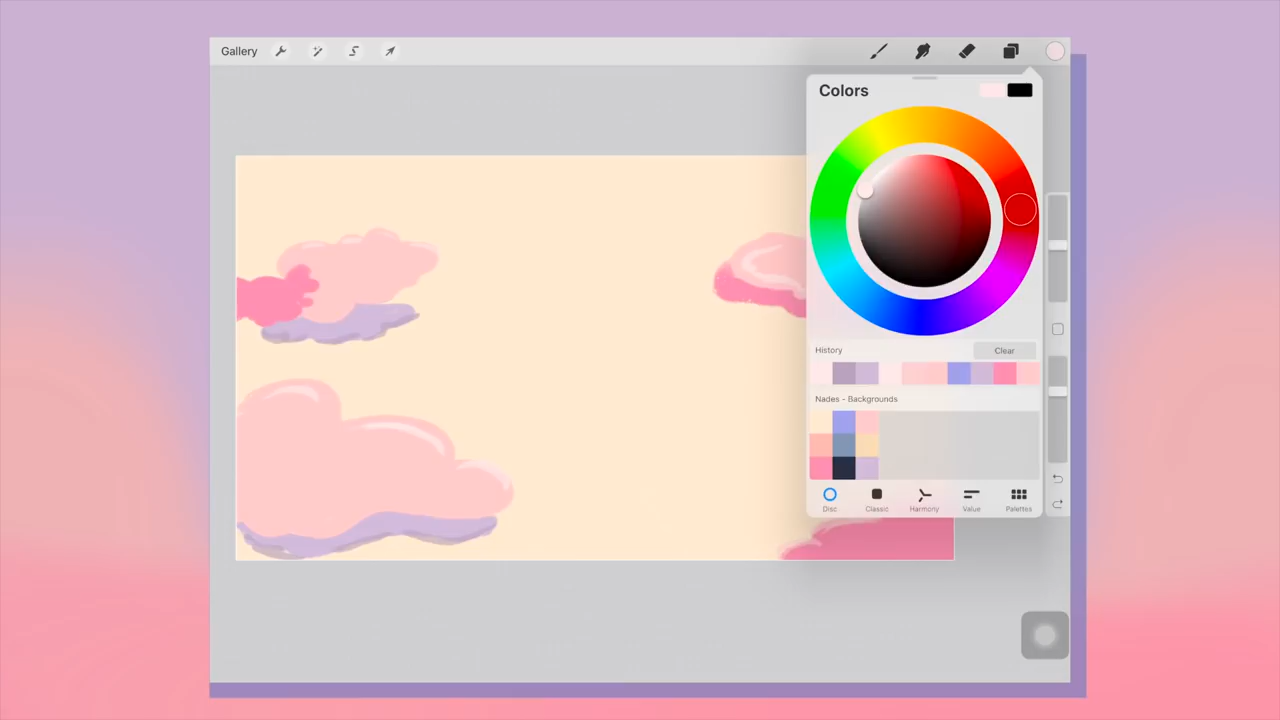 Gallery
Colors
History
Clear
Nades - Backgrounds
Disc
Classic
Harmony
Value
Palettes